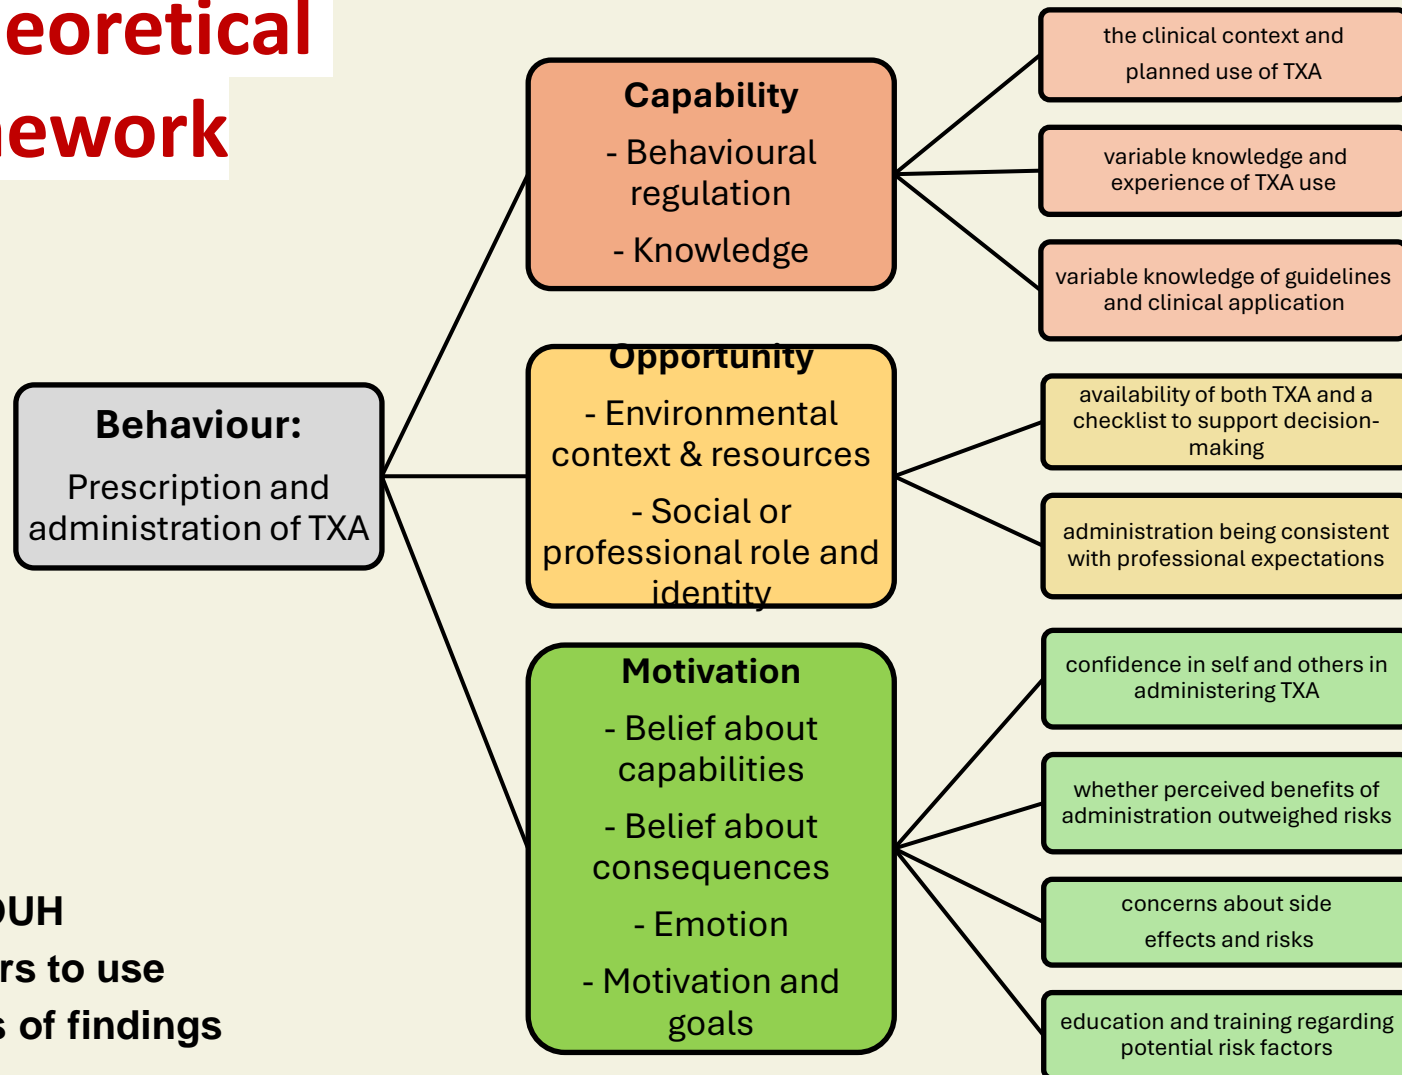 eoretical
ework
Behaviour:
Prescription and
administration of TXA
Capability
- Behavioural
regulation
- Knowledge
the clinical context and
planned use of TXA
variable knowledge and
experience of TXA use
variable knowledge of guidelines
and clinical application
Opportunity
- Environmental
context & resources
- Social or
professional role and
identity
availability of both TXA and a
checklist to support decision-
making
administration being consistent
with professional expectations
Motivation
- Belief about
capabilities
- Belief about
consequences
- Emotion
- Motivation and
goals
confidence in self and others in
administering TXA
whether perceived benefits of
administration outweighed risks
concerns about side
effects and risks
education and training regarding
potential risk factors
OUH
rs to use
s of findings